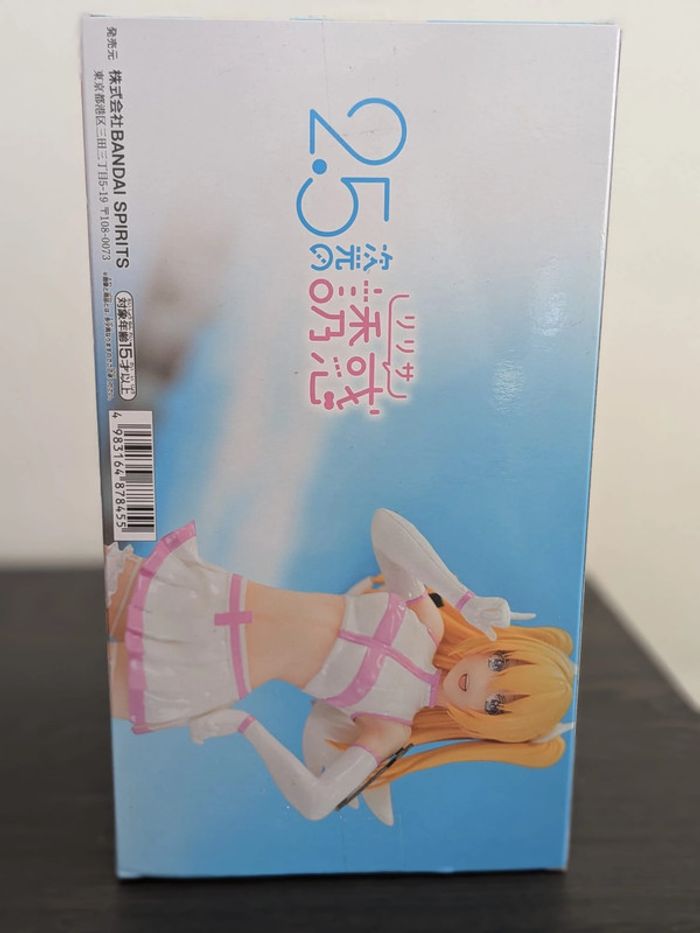 2.5
次元の
誘惑
リリサ
発売元 株式会社BANDAI SPIRITS
東京都港区三田三丁目5-19 〒108-0073
対象年齢15才以上
4 983164 878455